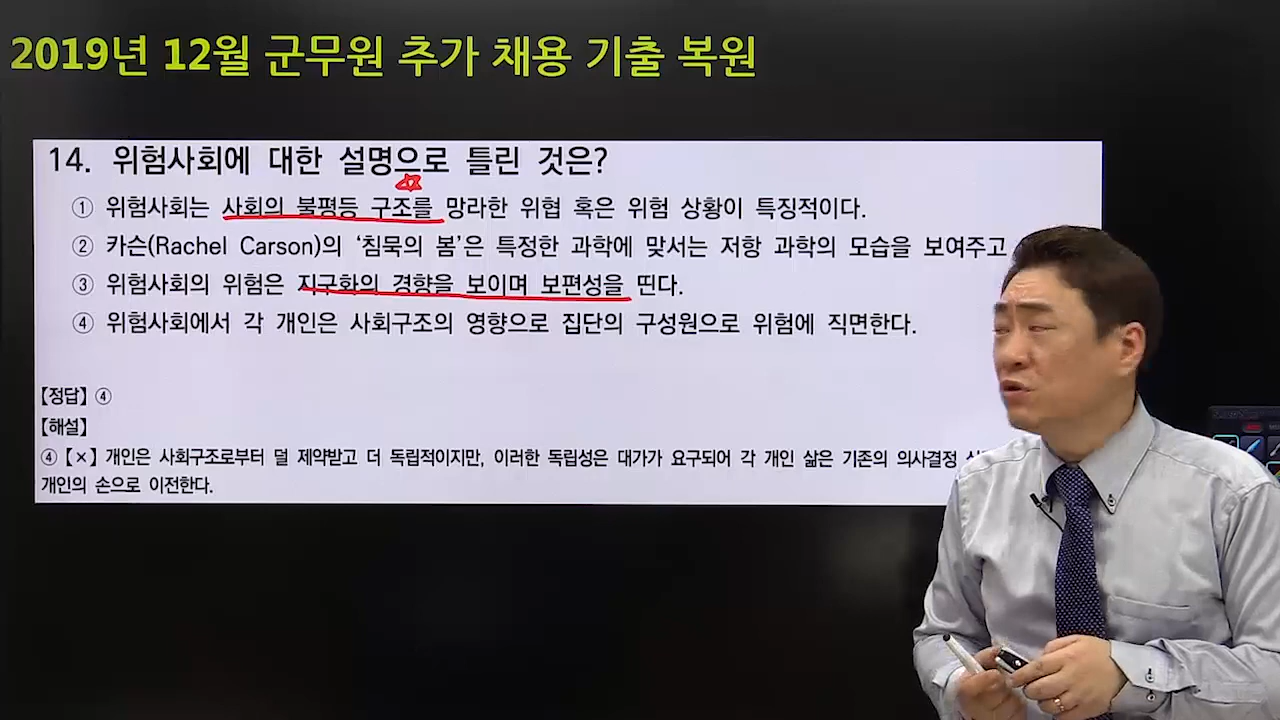 2019년 12월 군무원 추가 채용 기출 복원
14. 위험사회에 대한 설명으로 틀린 것은?
① 위험사회는 사회의 불평등 구조를 망라한 위협 혹은 위험 상황이 특징적이다.
② 카슨(Rachel Carson)의 ‘침묵의 봄’은 특정한 과학에 맞서는 저항 과학의 모습을 보여주고
③ 위험사회의 위험은 지구화의 경향을 보이며 보편성을 띤다.
④ 위험사회에서 각 개인은 사회구조의 영향으로 집단의 구성원으로 위험에 직면한다.
【정답】 ④
【해설】
④ 【×】 개인은 사회구조로부터 덜 제약받고 더 독립적이지만, 이러한 독립성은 대가가 요구되어 각 개인 삶은 기존의 의사결정
개인의 손으로 이전한다.